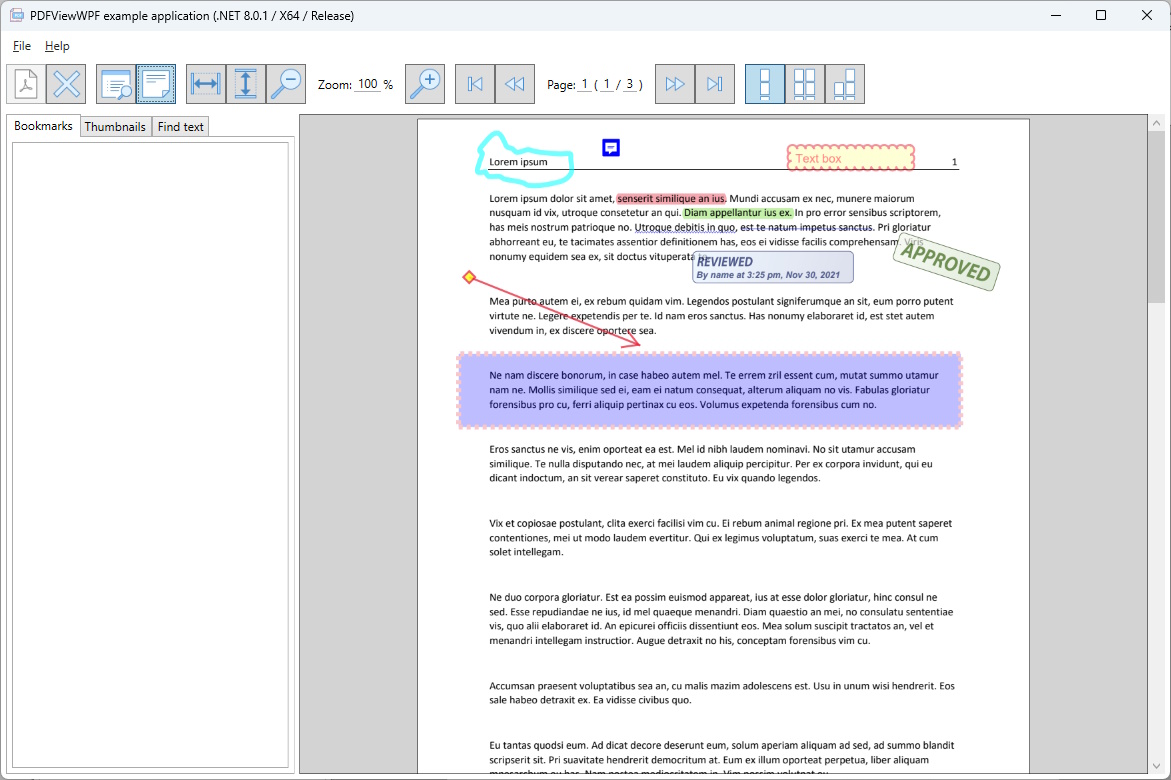 PDFViewWPF example application (.NET 8.0.1 / X64 / Release)
File Help
Zoom: 100 % Page: 1 ( 1 / 3 )
Bookmarks Thumbnails Find text
Lorem ipsum
Text box
1
Lorem ipsum dolor sit amet, senserit similique an ius. Mundi accusam ex nec, munere maiorum
nusquam id vix, utroque consetetur an qui. Diam appellantur ius ex. In pro error sensibus scriptorem,
has meis nostrum patrioque no. Utroque debitis in quo, est te natum impetus sanctus. Pri gloriatur
abhorreant eu, te tacimates assentior definitionem has, eos ei vidisse facilis comprehensam. Viris
nonumy equidem sea ex, sit doctus vituperata
APPROVED
REVIEWED
By name at 3:25 pm, Nov 30, 2021
Mea purto autem ei, ex rebum quidam vim. Legendos postulant signiferumque an sit, eum porro putent
virtute ne. Legere expetendis per te. Id nam eros sanctus. Has nonumy elaboraret id, est stet autem
vivendum in, ex discere oportere sea.
Ne nam discere bonorum, in case habeo autem mel. Te errem zril essent cum, mutat summo utamur
nam ne. Mollis similique sed ei, eam ei natum consequat, alterum aliquam no vis. Fabulas gloriatur
forensibus pro cu, ferri aliquip pertinax cu eos. Volumus expetenda forensibus cum no.
Eros sanctus ne vis, enim oporteat ea est. Mel id nibh laudem nominavi. No sit utamur accusam
similique. Te nulla disputando nec, at mei laudem aliquip percipitur. Per ex corpora invidunt, qui eu
dicant indoctum, an sit verear saperet constituto. Eu vix quando legendos.
Vix et copiosae postulant, clita exerci facilisi vim cu. Ei rebum animal regione pri. Ex mea putent saperet
contentiones, mei ut modo laudem evertitur. Qui ex legimus voluptatum, suas exerci te mea. At cum
solet intellegam.
Ne duo corpora gloriatur. Est ea possim euismod appareat, ius at esse dolor gloriatur, hinc consul ne
sed. Esse repudiandae ne ius, id mel quaeque menandri. Diam quaestio an mei, no consulatu sententiae
vis, quo alii elaboraret id. An epicurei officiis dissentiunt eos. Mea solum suscipit tractatos an, vel et
menandri intellegam instructior. Augue detraxit no his, conceptam forensibus vim cu.
Accumsan praesent voluptatibus sea an, cu malis mazim adolescens est. Usu in unum wisi hendrerit. Eos
sale habeo detraxit ex. Ea vidisse civibus quo.
Eu tantas quodsi eum. Ad dicat decore deserunt eum, solum aperiam aliquam ad sed, ad summo blandit
scripserit sit. Pri suavitate hendrerit democritum at. Eum ex illum oporteat perpetua, liber aliquam